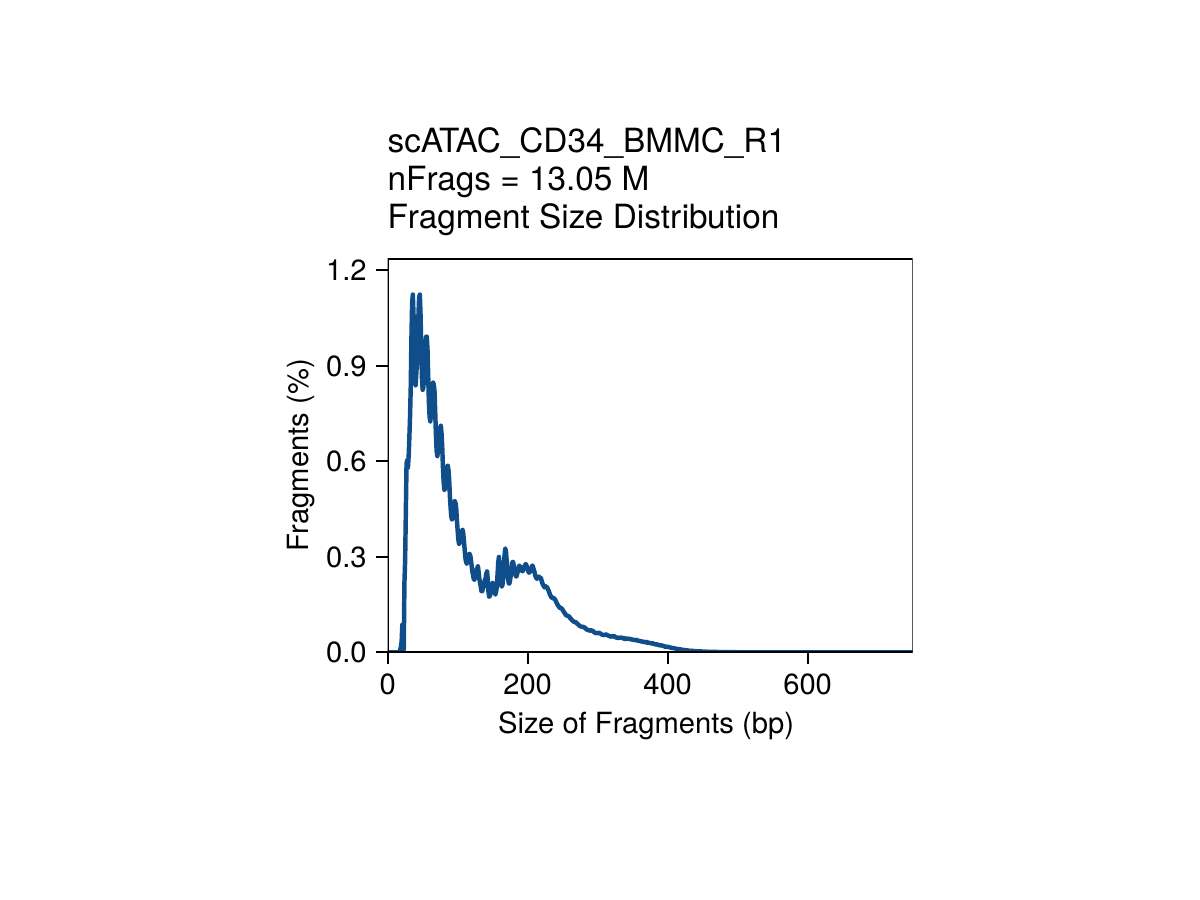 scATAC_CD34_BMMC_R1
nFrags = 13.05 M
Fragment Size Distribution
1.2
0.9
0.6
0.3
0.0
Fragments (%)
0 200 400 600
Size of Fragments (bp)